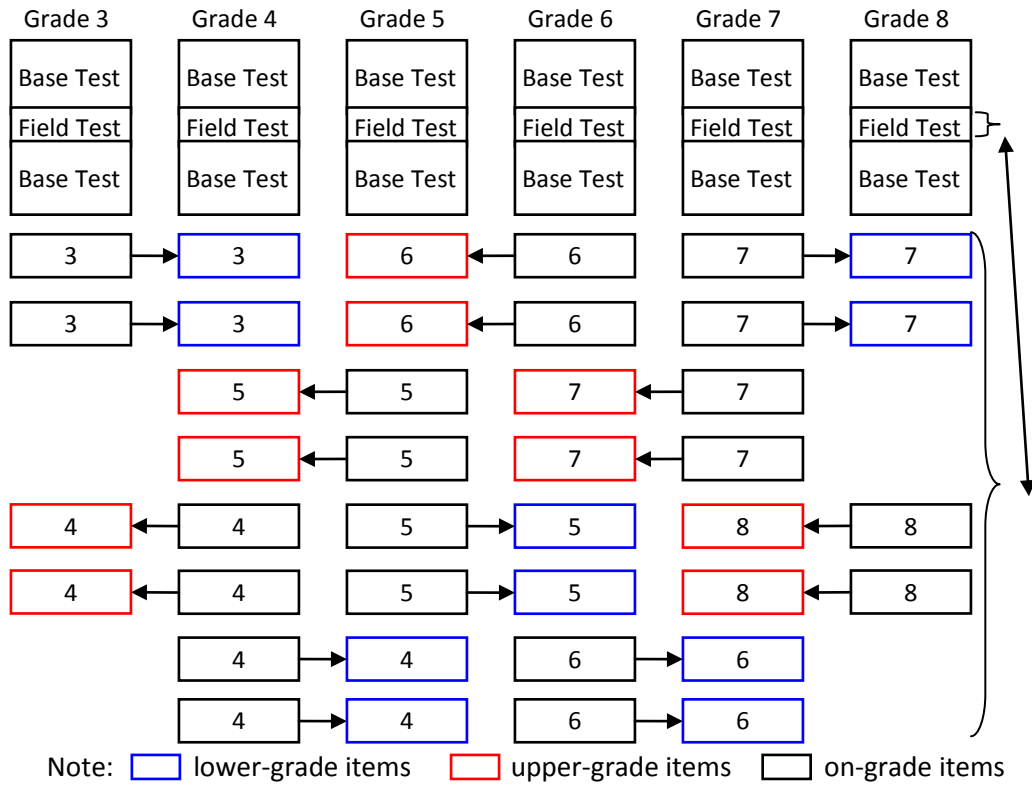 Grade 3 Grade 4 Grade 5 Grade 6 Grade 7 Grade 8
Base Test Base Test Base Test Base Test Base Test Base Test
Field Test Field Test Field Test Field Test Field Test Field Test
Base Test Base Test Base Test Base Test Base Test Base Test
3 3 6 6 7 7
3 3 6 6 7 7
5 5 7 7
5 5 7 7
4 4 5 5 8 8
4 4 5 5 8 8
4 4 6 6
4 4 6 6
Note: lower-grade items upper-grade items on-grade items